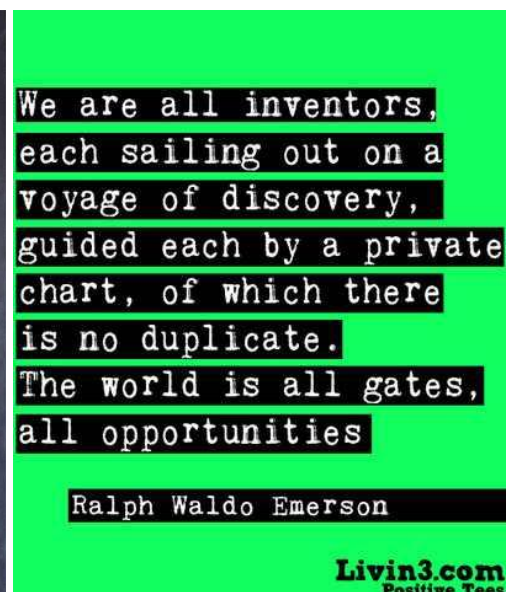 We are all inventors,
each sailing out on a
voyage of discovery,
guided each by a private
chart, of which there
is no duplicate.
The world is all gates,
all opportunities
Ralph Waldo Emerson
Livin3.com
Positive Tees